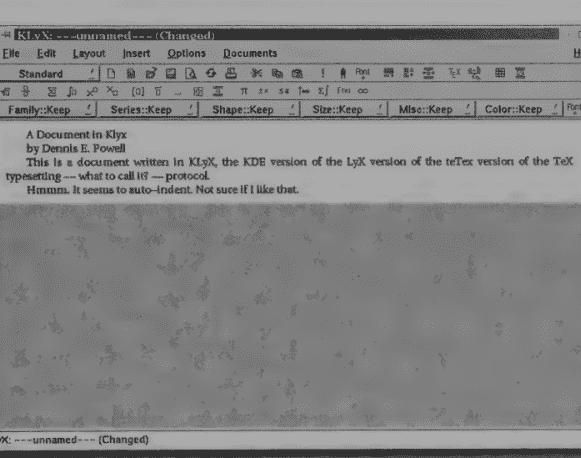 KLyX: ---unnamed--- (Changed)
File Edit Layout Insert Options Documents H
Standard Font TEX
Family::Keep Series::Keep Shape::Keep Size::Keep Misc::Keep Color::Keep Font
A Document in Klyx
by Dennis E. Powell
This is a document written in KLyX, the KDE version of the LyX version of the teTex version of the TeX
typesetting -- what to call it? -- protocol.
Hmmm. It seems to auto-indent. Not sure if I like that.
X: ---unnamed--- (Changed)